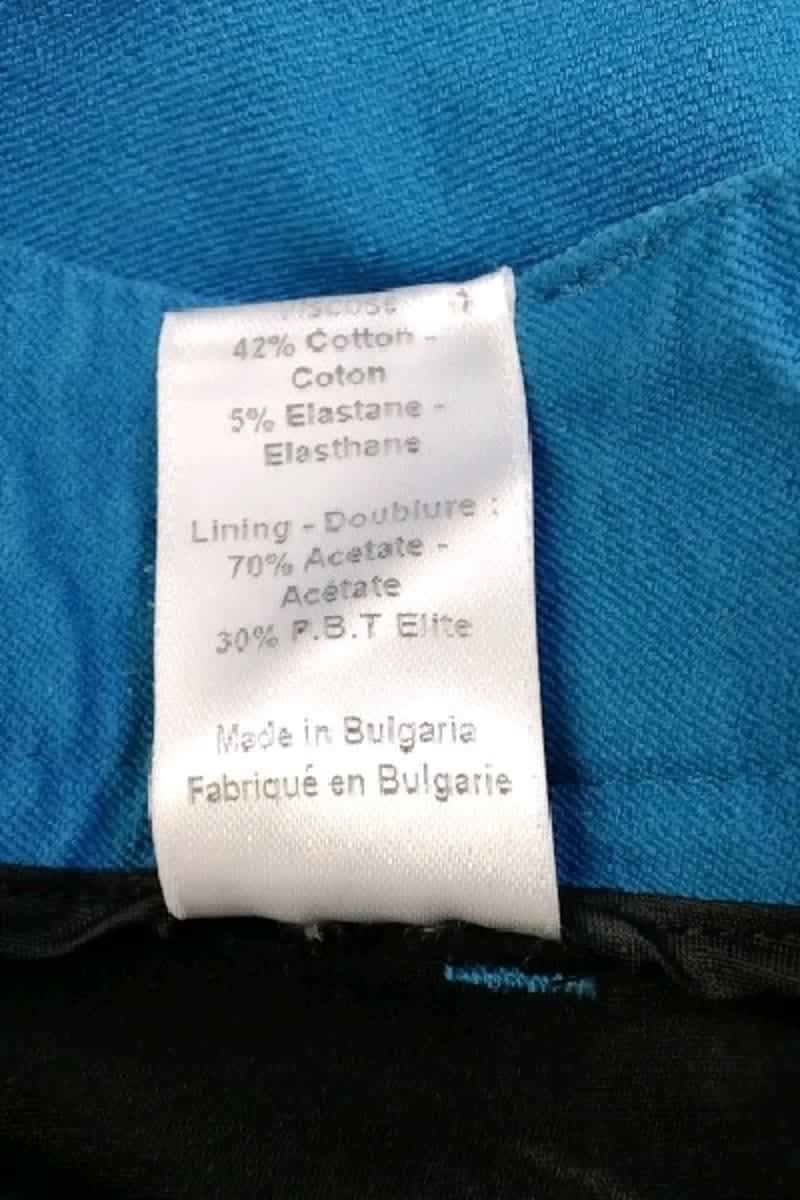 Viscose
42% Cotton -
Coton
5% Elastane -
Elasthane
Lining - Doublure :
70% Acetate -
Acétate
30% P.B.T Elite
Made in Bulgaria
Fabriqué en Bulgarie